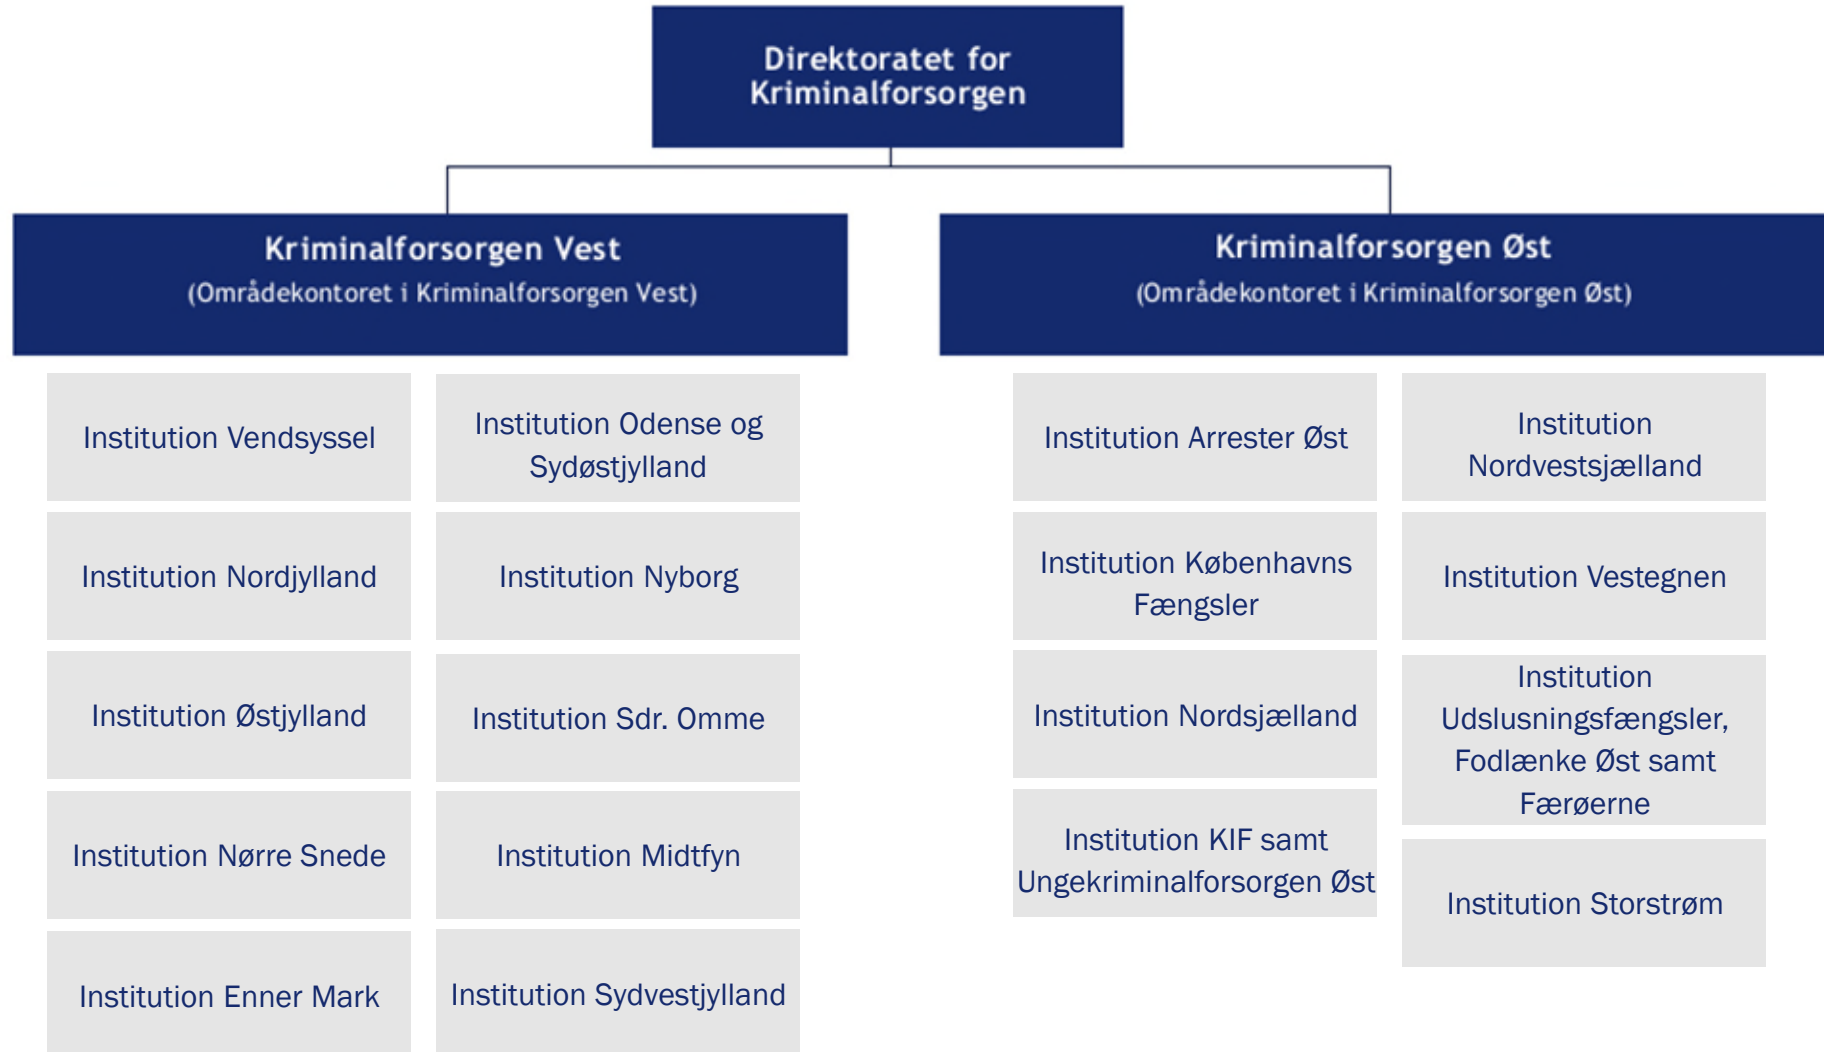 Direktoratet for
Kriminalforsorgen
Kriminalforsorgen Vest
(Områdekontoret i Kriminalforsorgen Vest)
Kriminalforsorgen Øst
(Områdekontoret i Kriminalforsorgen Øst)
Institution Vendsyssel
Institution Nordjylland
Institution Østjylland
Institution Nørre Snede
Institution Enner Mark
Institution Odense og
Sydøstjylland
Institution Nyborg
Institution Sdr. Omme
Institution Midtfyn
Institution Sydvestjylland
Institution Arrester Øst
Institution Københavns
Fængsler
Institution Nordsjælland
Institution KIF samt
Ungekriminalforsorgen Øst
Institution
Nordvestsjælland
Institution Vestegnen
Institution
Udslusningsfængsler,
Fodlænke Øst samt
Færøerne
Institution Storstrøm